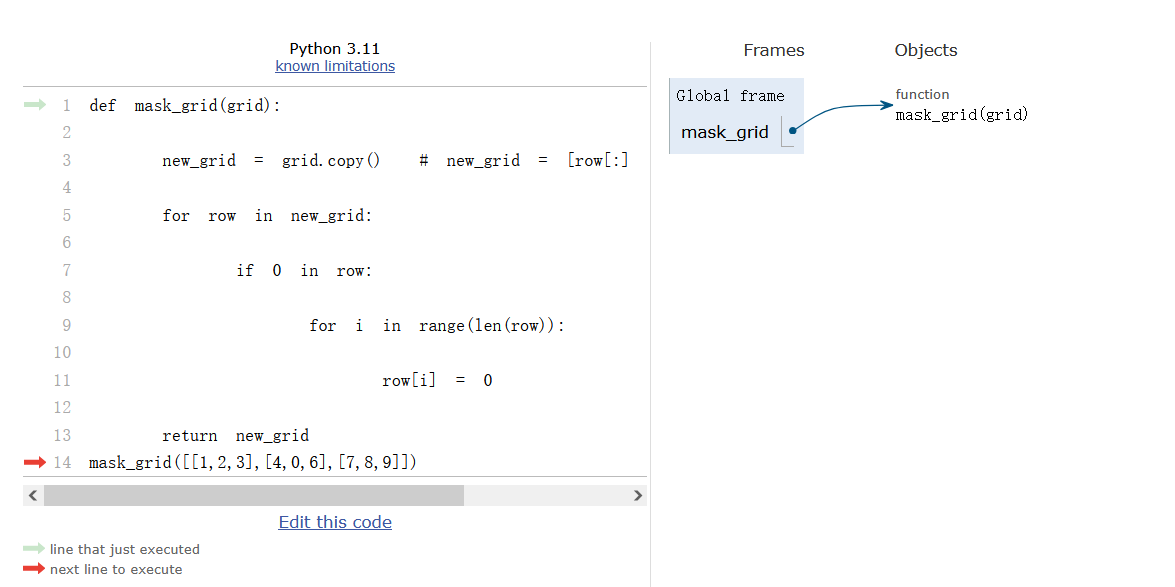 Python 3.11
known limitations
1 def mask_grid(grid):
2
3 new_grid = grid.copy() # new_grid = [row[:]
4
5 for row in new_grid:
6
7 if 0 in row:
8
9 for i in range(len(row)):
10
11 row[i] = 0
12
13 return new_grid
14 mask_grid([[1,2,3],[4,0,6],[7,8,9]])
Edit this code
line that just executed
next line to execute
Frames
Objects
Global frame
mask_grid
function
mask_grid(grid)